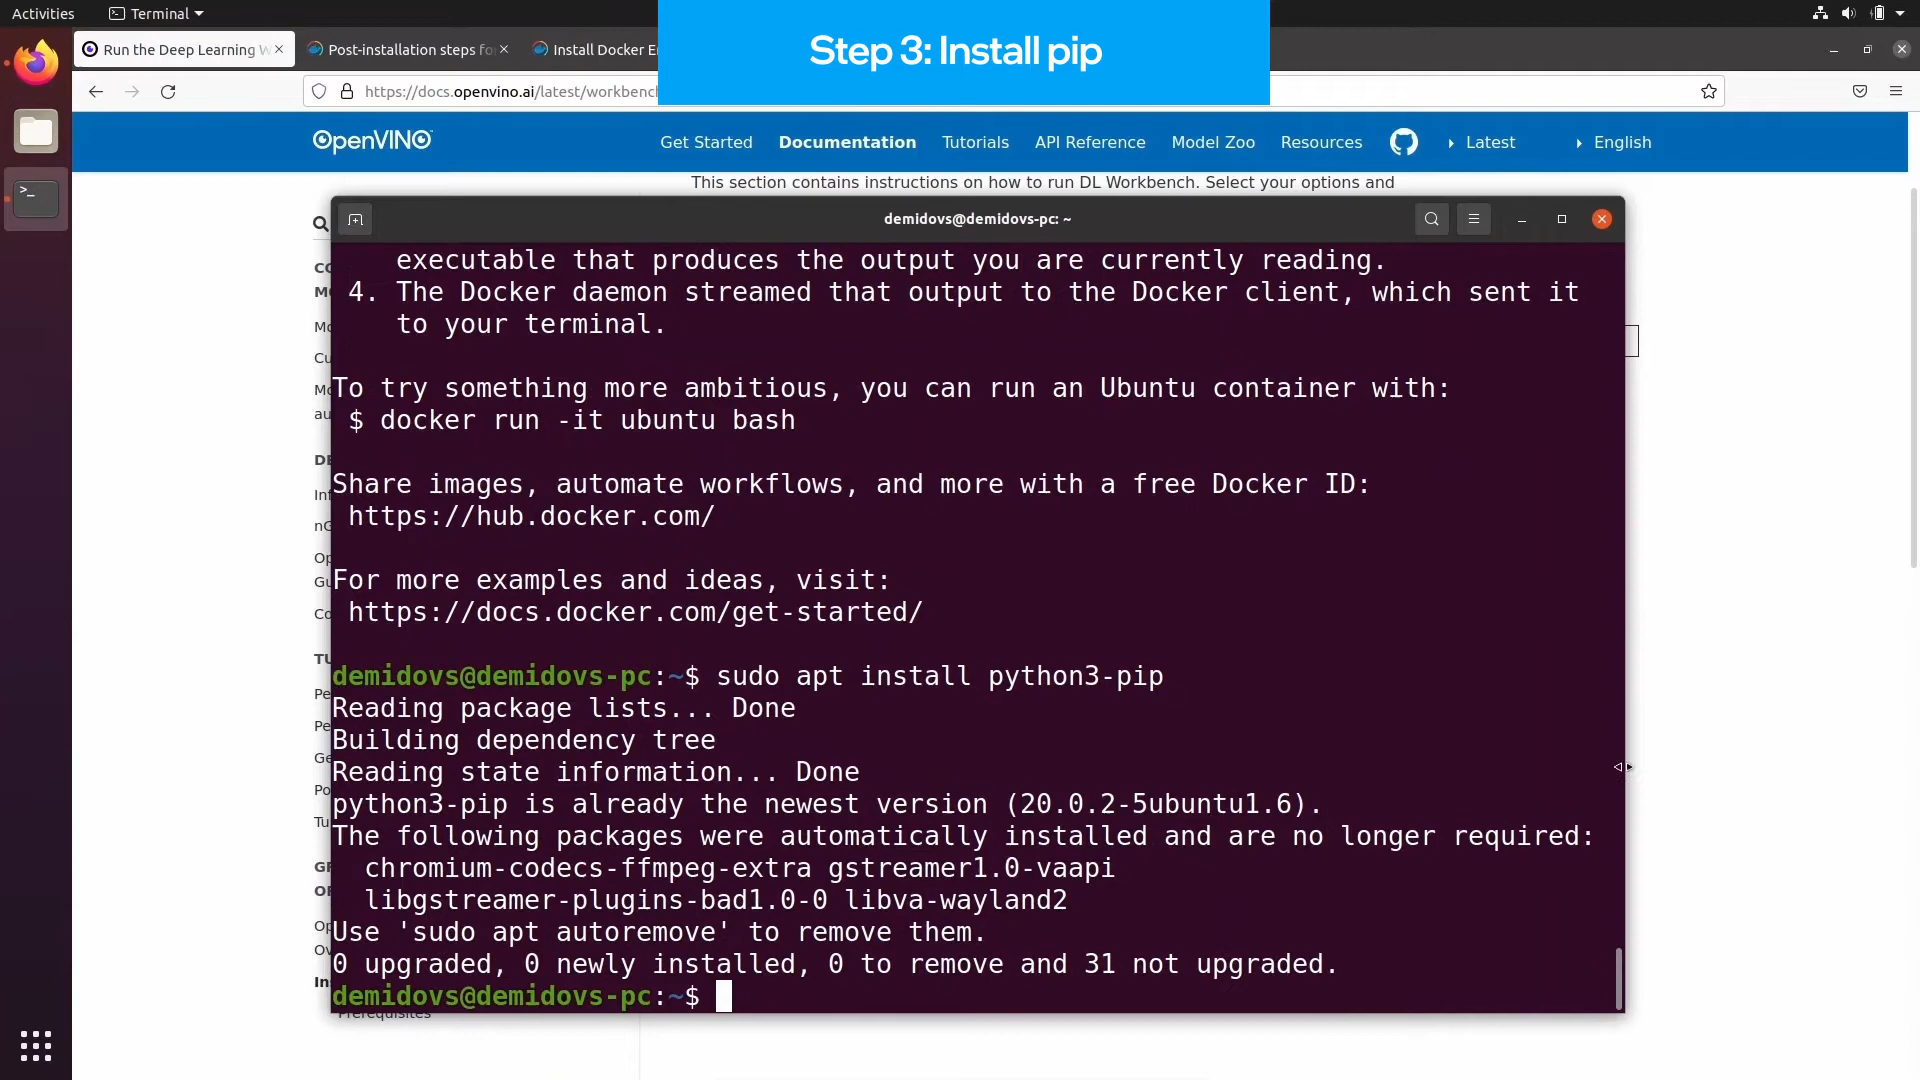 Activities
Terminal
Run the Deep Learning W
Post-installation steps fo
Install Docker E
Step 3: Install pip
https://docs.openvino.ai/latest/workbenc
OpenVINO
Get Started
Documentation
Tutorials
API Reference
Model Zoo
Resources
Latest
English
This section contains instructions on how to run DL Workbench. Select your options and
demidovs@demidovs-pc: ~
executable that produces the output you are currently reading.
4. The Docker daemon streamed that output to the Docker client, which sent it
to your terminal.
To try something more ambitious, you can run an Ubuntu container with:
$ docker run -it ubuntu bash
Share images, automate workflows, and more with a free Docker ID:
https://hub.docker.com/
For more examples and ideas, visit:
https://docs.docker.com/get-started/
demidovs@demidovs-pc:~$ sudo apt install python3-pip
Reading package lists... Done
Building dependency tree
Reading state information... Done
python3-pip is already the newest version (20.0.2-5ubuntu1.6).
The following packages were automatically installed and are no longer required:
chromium-codecs-ffmpeg-extra gstreamer1.0-vaapi
libgstreamer-plugins-bad1.0-0 libva-wayland2
Use 'sudo apt autoremove' to remove them.
0 upgraded, 0 newly installed, 0 to remove and 31 not upgraded.
demidovs@demidovs-pc:~$
Prerequisites